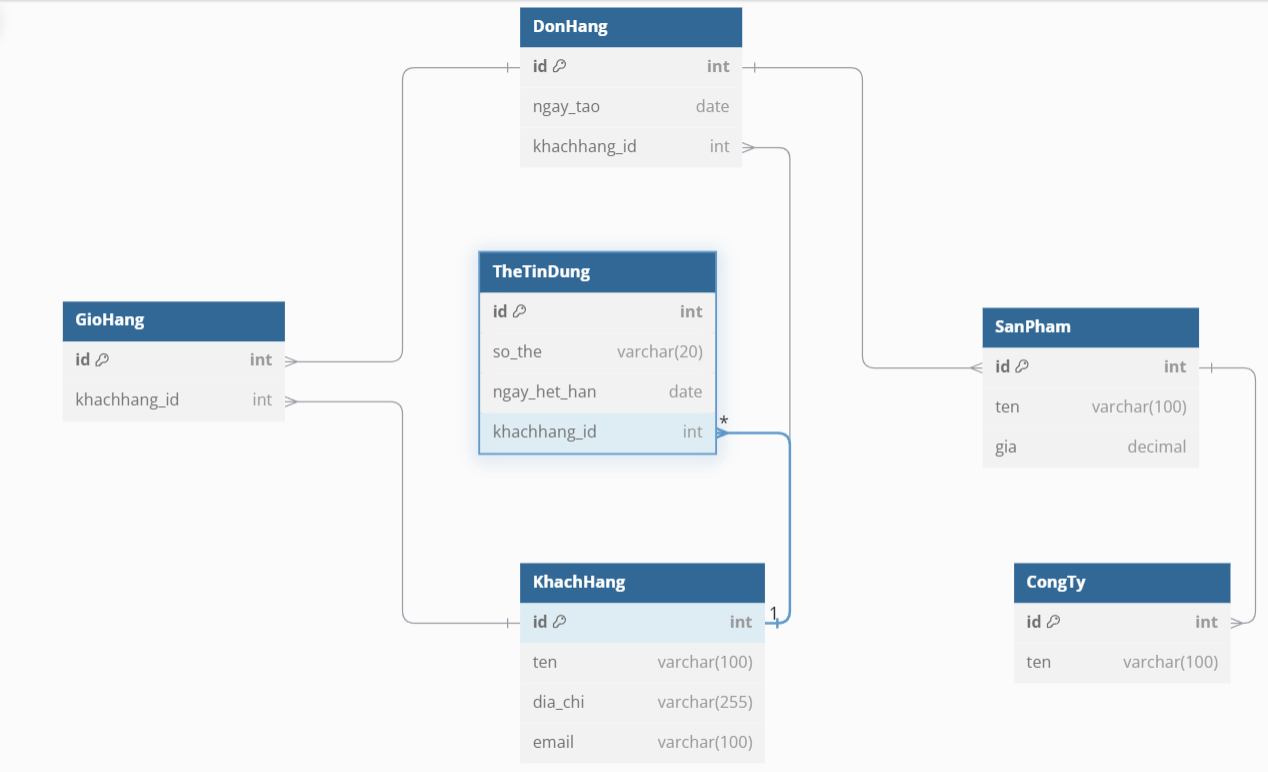 DonHang
id int
ngay_tao date
khachhang_id int
TheTinDung
id int
so_the varchar(20)
ngay_het_han date
khachhang_id int
*
GioHang
id int
khachhang_id int
SanPham
id int
ten varchar(100)
gia decimal
KhachHang
id int
1
ten varchar(100)
dia_chi varchar(255)
email varchar(100)
CongTy
id int
ten varchar(100)